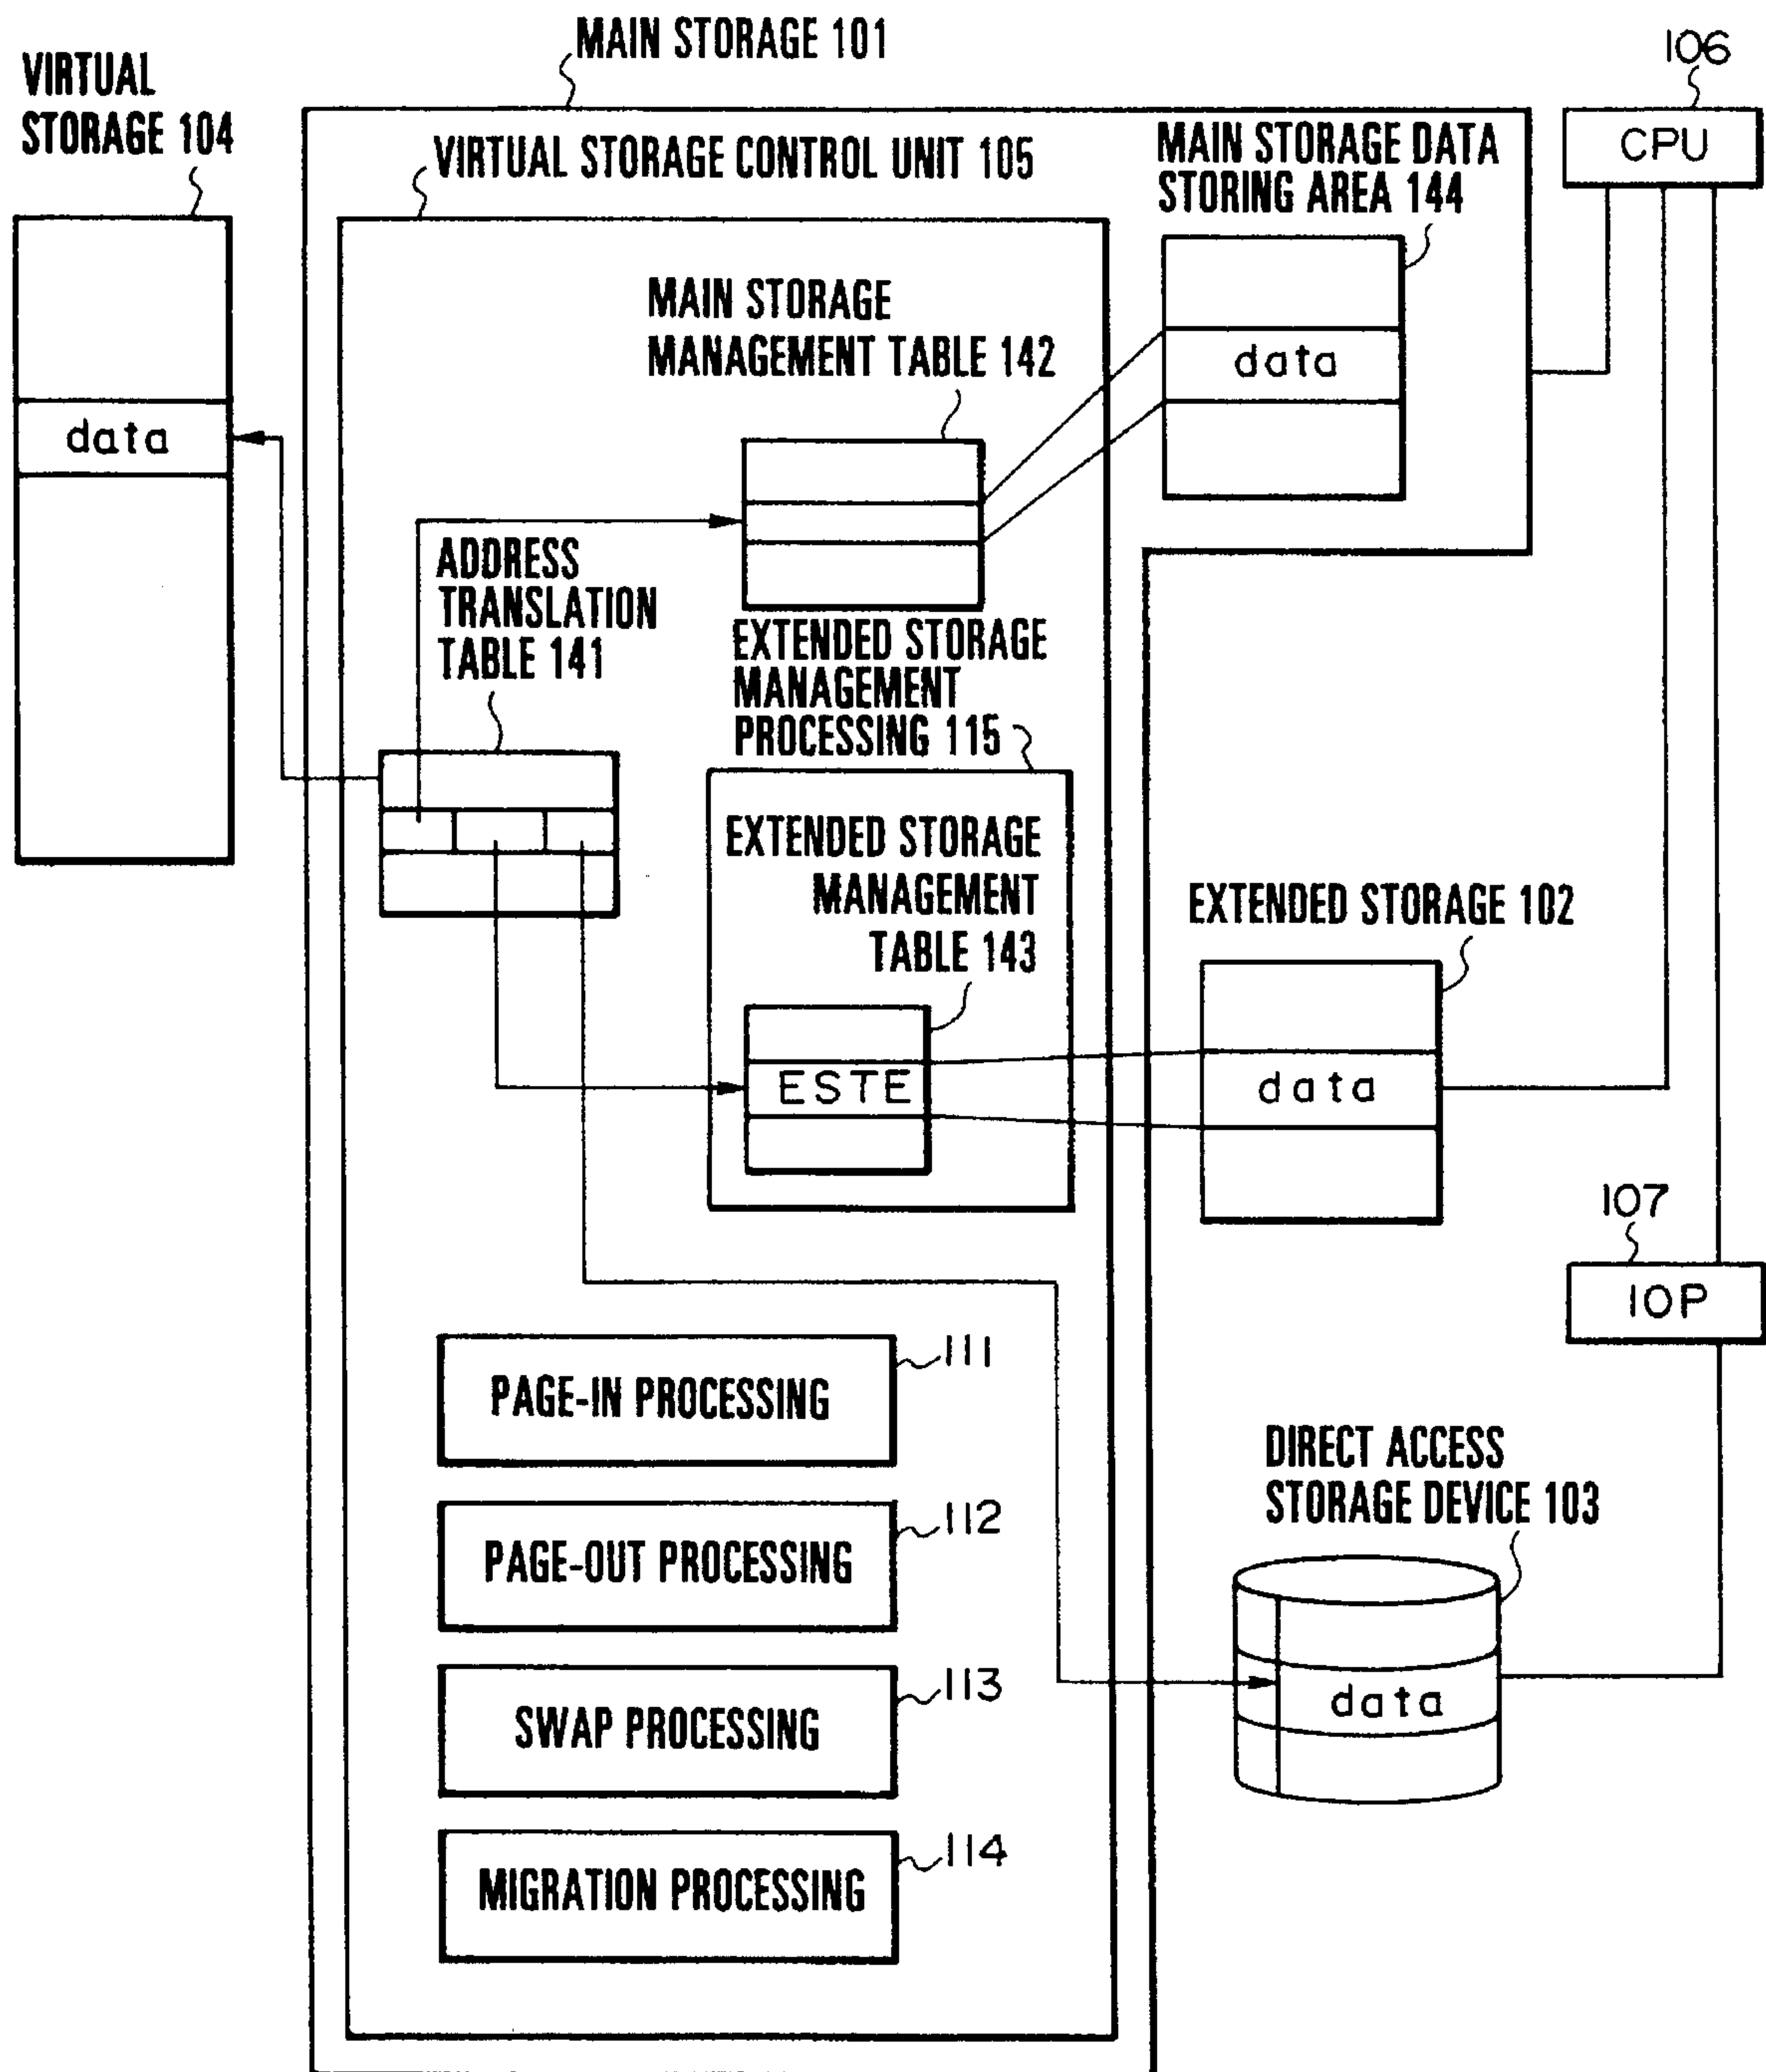 MAIN STORAGE 101
106
VIRTUAL
STORAGE 104
CPU
VIRTUAL STORAGE CONTROL UNIT 105
MAIN STORAGE DATA
STORING AREA 144
MAIN STORAGE
MANAGEMENT TABLE 142
data
data
ADDRESS
TRANSLATION
TABLE 141
EXTENDED STORAGE
MANAGEMENT
PROCESSING 115
EXTENDED STORAGE
MANAGEMENT
TABLE 143
EXTENDED STORAGE 102
ESTE
data
107
IOP
111
PAGE-IN PROCESSING
DIRECT ACCESS
STORAGE DEVICE 103
112
PAGE-OUT PROCESSING
113
SWAP PROCESSING
data
114
MIGRATION PROCESSING